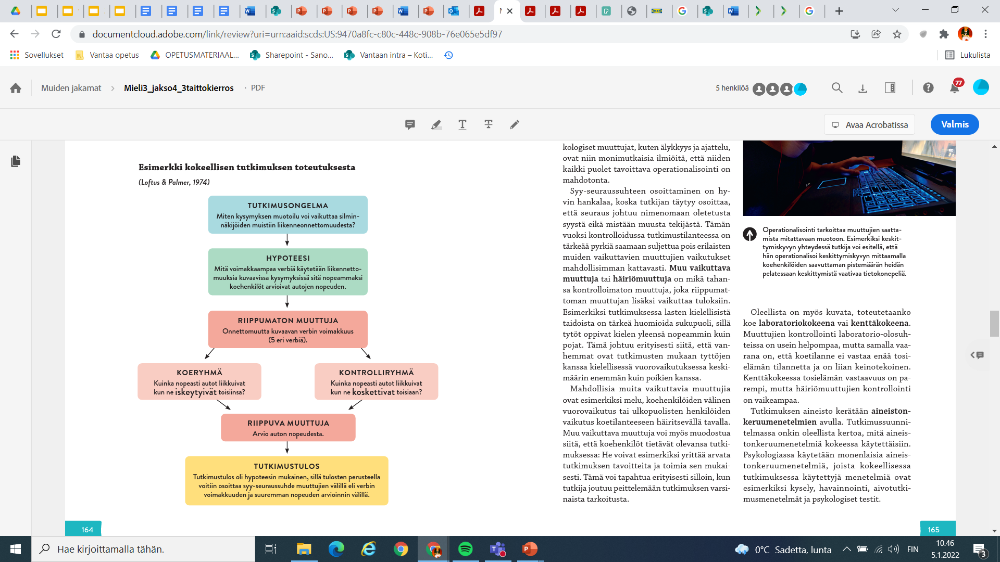 documentcloud.adobe.com/link/review?uri=urn:aaid:scds:US:9470a8fc-c80c-448c-908b-76e065e5df97
Sovellukset
Vantaa opetus
OPETUSMATERIAAL...
Sharepoint - Sano...
Vantaan intra – Koti...
Lukulista
Muiden jakamat
Mieli3_jakso4_3taittokierros
· PDF
5 henkilöä
77
Avaa Acrobatissa
Valmis
Esimerkki kokeellisen tutkimuksen toteutuksesta
(Loftus & Palmer, 1974)
TUTKIMUSONGELMA
Miten kysymyksen muotoilu voi vaikuttaa silmin-
näkijöiden muistiin liikenneonnettomuudesta?
HYPOTEESI
Mitä voimakkaampaa verbiä käytetään liikennetto-
muuksia kuvaavissa kysymyksissä sitä nopeammaksi
koehenkilöt arvioivat autojen nopeuden.
RIIPPUMATON MUUTTUJA
Onnettomuutta kuvaavan verbin voimakkuus
(5 eri verbiä).
KOERYHMÄ
Kuinka nopeasti autot liikkuivat
kun ne iskeytyivät toisiinsa?
KONTROLLIRYHMÄ
Kuinka nopeasti autot liikkuivat
kun ne koskettivat toisiaan?
RIIPPUVA MUUTTUJA
Arvio auton nopeudesta.
TUTKIMUSTULOS
Tutkimustulos oli hypoteesin mukainen, sillä tulosten perusteella
voitiin osoittaa syy-seuraussuhde muuttujien välillä eli verbin
voimakkuuden ja suuremman nopeuden arvioinnin välillä.
164
kologiset muuttujat, kuten älykkyys ja ajattelu,
ovat niin monimutkaisia ilmiöitä, että niiden
kaikki puolet tavoittava operationalisointi on
mahdotonta.
Syy-seuraussuhteen osoittaminen on hy-
vin hankalaa, koska tutkijan täytyy osoittaa,
että seuraus johtuu nimenomaan oletetusta
syystä eikä mistään muusta tekijästä. Tämän
vuoksi kontrolloidussa tutkimustilanteessa on
tärkeää pyrkiä saamaan suljettua pois erilaisten
muiden vaikuttavien muuttujien vaikutukset
mahdollisimman kattavasti. Muu vaikuttava
muuttuja tai häiriömuuttuja on mikä tahan-
sa kontrolloimaton muuttuja, joka riippumat-
toman muuttujan lisäksi vaikuttaa tuloksiin.
Esimerkiksi tutkimuksessa lasten kielellisistä
taidoista on tärkeä huomioida sukupuoli, sillä
tytöt oppivat kielen yleensä nopeammin kuin
pojat. Tämä johtuu erityisesti siitä, että van-
hemmat ovat tutkimusten mukaan tyttöjen
kanssa kielellisessä vuorovaikutuksessa keski-
määrin enemmän kuin poikien kanssa.
Mahdollisia muita vaikuttavia muuttujia
ovat esimerkiksi melu, koehenkilöiden välinen
vuorovaikutus tai ulkopuolisten henkilöiden
vaikutus koetilanteeseen häiritsevällä tavalla.
Muu vaikuttava muuttuja voi myös muodostua
siitä, että koehenkilöt tietävät olevansa tutki-
muksessa: He voivat esimerkiksi yrittää arvata
tutkimuksen tavoitteita ja toimia sen mukai-
sesti. Tämä voi tapahtua erityisesti silloin, kun
tutkija joutuu peittelemään tutkimuksen varsi-
naista tarkoitusta.
Operationalisointi tarkoittaa muuttujien saatta-
mista mitattavaan muotoon. Esimerkiksi keskit-
tymiskyvyn yhteydessä tutkija voi esitellä, että
hän operationalisoi keskittymiskyvyn mittaamalla
koehenkilöiden saavuttaman pistemäärän heidän
pelatessaan keskittymistä vaativaa tietokonepeliä.
Oleellista on myös kuvata, toteutetaanko
koe laboratoriokokeena vai kenttäkokeena.
Muuttujien kontrollointi laboratorio-olosuh-
teissa on usein helpompaa, mutta samalla vaa-
rana on, että koetilanne ei vastaa enää tosi-
elämän tilannetta ja on liian keinotekoinen.
Kenttäkokeessa tosielämän vastaavuus on pa-
rempi, mutta häiriömuuttujien kontrollointi
on vaikeampaa.
Tutkimuksen aineisto kerätään aineiston-
keruumenetelmien avulla. Tutkimussuunni-
telmassa onkin oleellista kertoa, mitä aineis-
tonkeruumenetelmiä kokeessa käytettäisiin.
Psykologiassa käytetään monenlaisia aineis-
tonkeruumenetelmiä, joista kokeellisessa
tutkimuksessa käytettyjä menetelmiä ovat
esimerkiksi kysely, havainnointi, aivotutki-
musmenetelmät ja psykologiset testit.
165
Hae kirjoittamalla tähän.
0°C Sadetta, lunta
FIN
10.46
5.1.2022
3